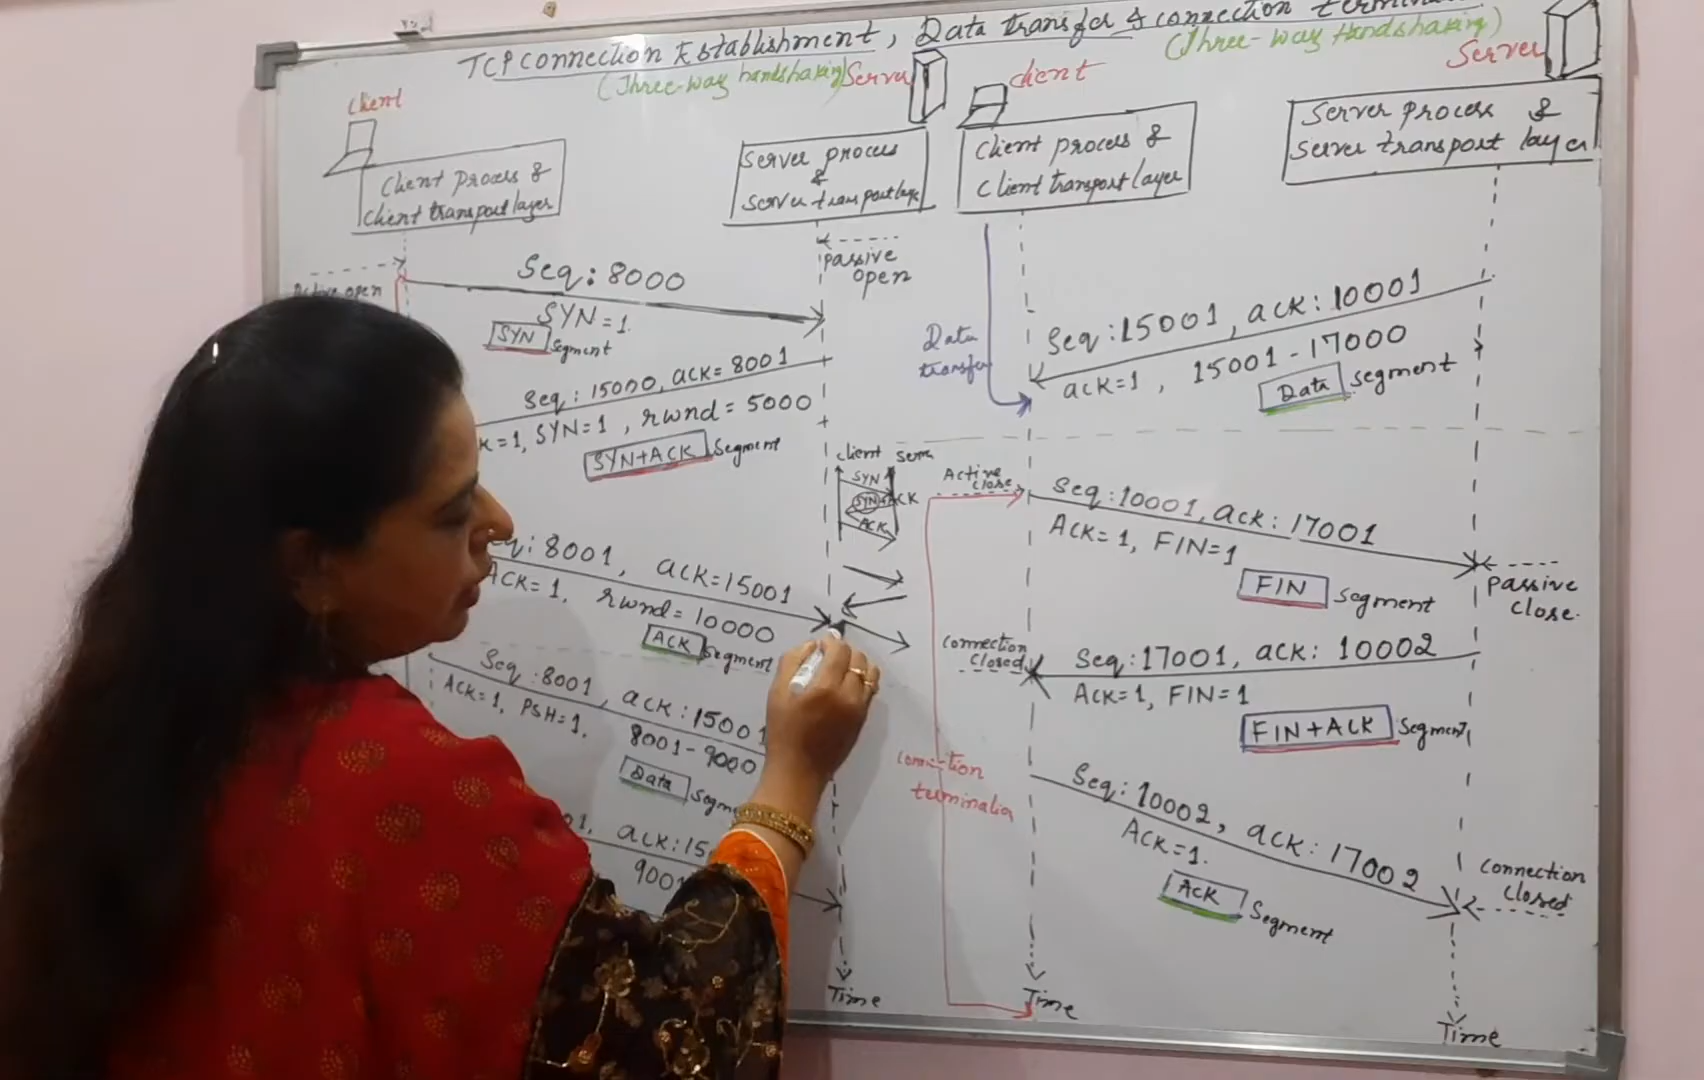 TCP Connection Establishment, Data transfer & connection termin
(Three-way handshaking)
(Three-way Handshaking)
client
Server
client
Server
Client process &
client transport layer
Server process
&
Server transport laye
Client process &
Client transport layer
Server process &
Server transport layer
Active open
passive
open
Seq: 8000
SYN=1.
SYN segment
Seq: 15000, ack= 8001
k=1, SYN=1, rwnd = 5000
SYN+ACK Segment
client
SYN
SYN+ACK
ACK
eq: 8001, ack=15001
ACK= 1. rwnd= 10000
ACK segment
Seq :8001, ack:15001
ACK=1, PSH=1.
8001-9000
Data Segm
01, ack:15
9001
Time
Data
transfer
Seq:15001, ack: 10001
ack=1, 15001-17000
Data segment
Active
close
Seq:10001, ack: 17001
Ack= 1, FIN=1
FIN segment
passive
close.
connection
closed
Seq:17001, ack: 10002
Ack=1, FIN= 1
FIN+ACK Segment
termination
Seq:10002, ack: 17002
Ack=1.
Ack Segment
connection
closed
Time
Time